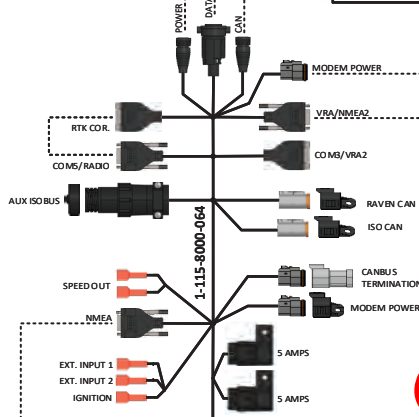 POWER
DATA
CAN
MODEM POWER
RTK COR.
VRA/NMEA2
COM5/RADIO
COM3/VRA2
AUX ISOBUS
RAVEN CAN
ISO CAN
1-115-8000-064
SPEED OUT
CANBUS
TERMINATION
NMEA
MODEM POWER
EXT. INPUT 1
EXT. INPUT 2
IGNITION
5 AMPS
5 AMPS